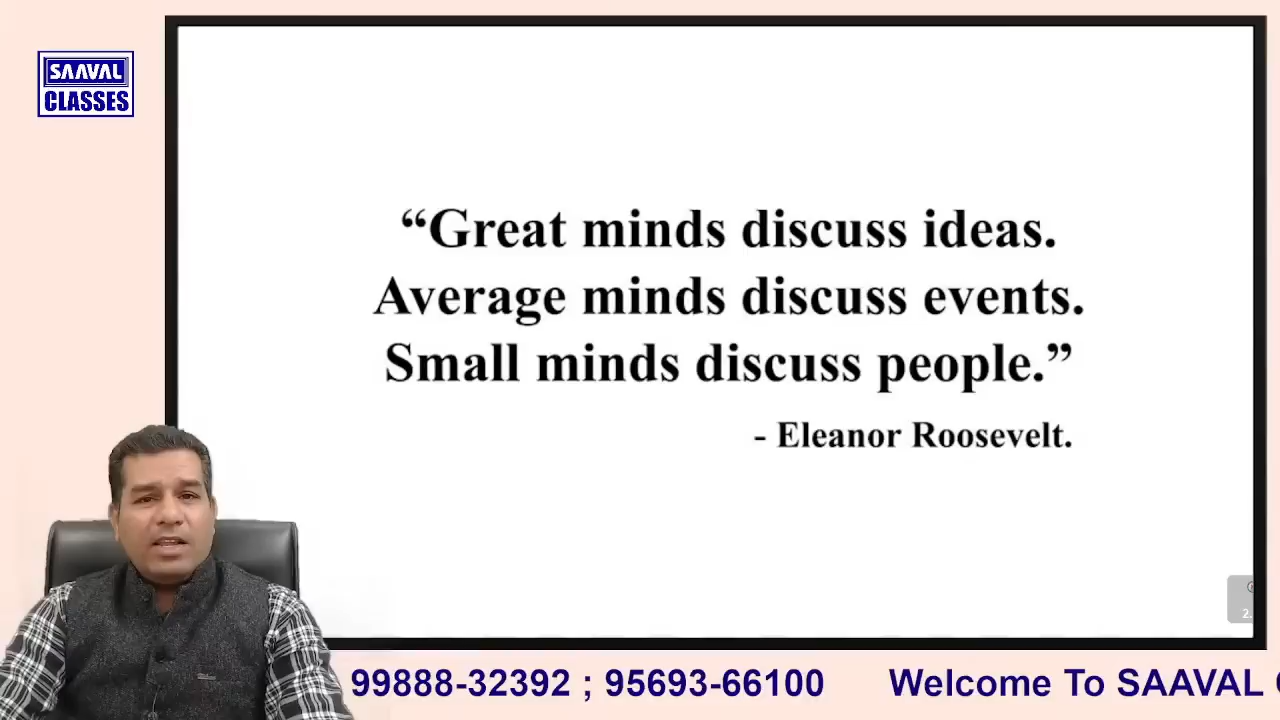 SAAVAL
CLASSES
“Great minds discuss ideas.
Average minds discuss events.
Small minds discuss people.”
- Eleanor Roosevelt.
2.
99888-32392 ; 95693-66100 Welcome To SAAVAL